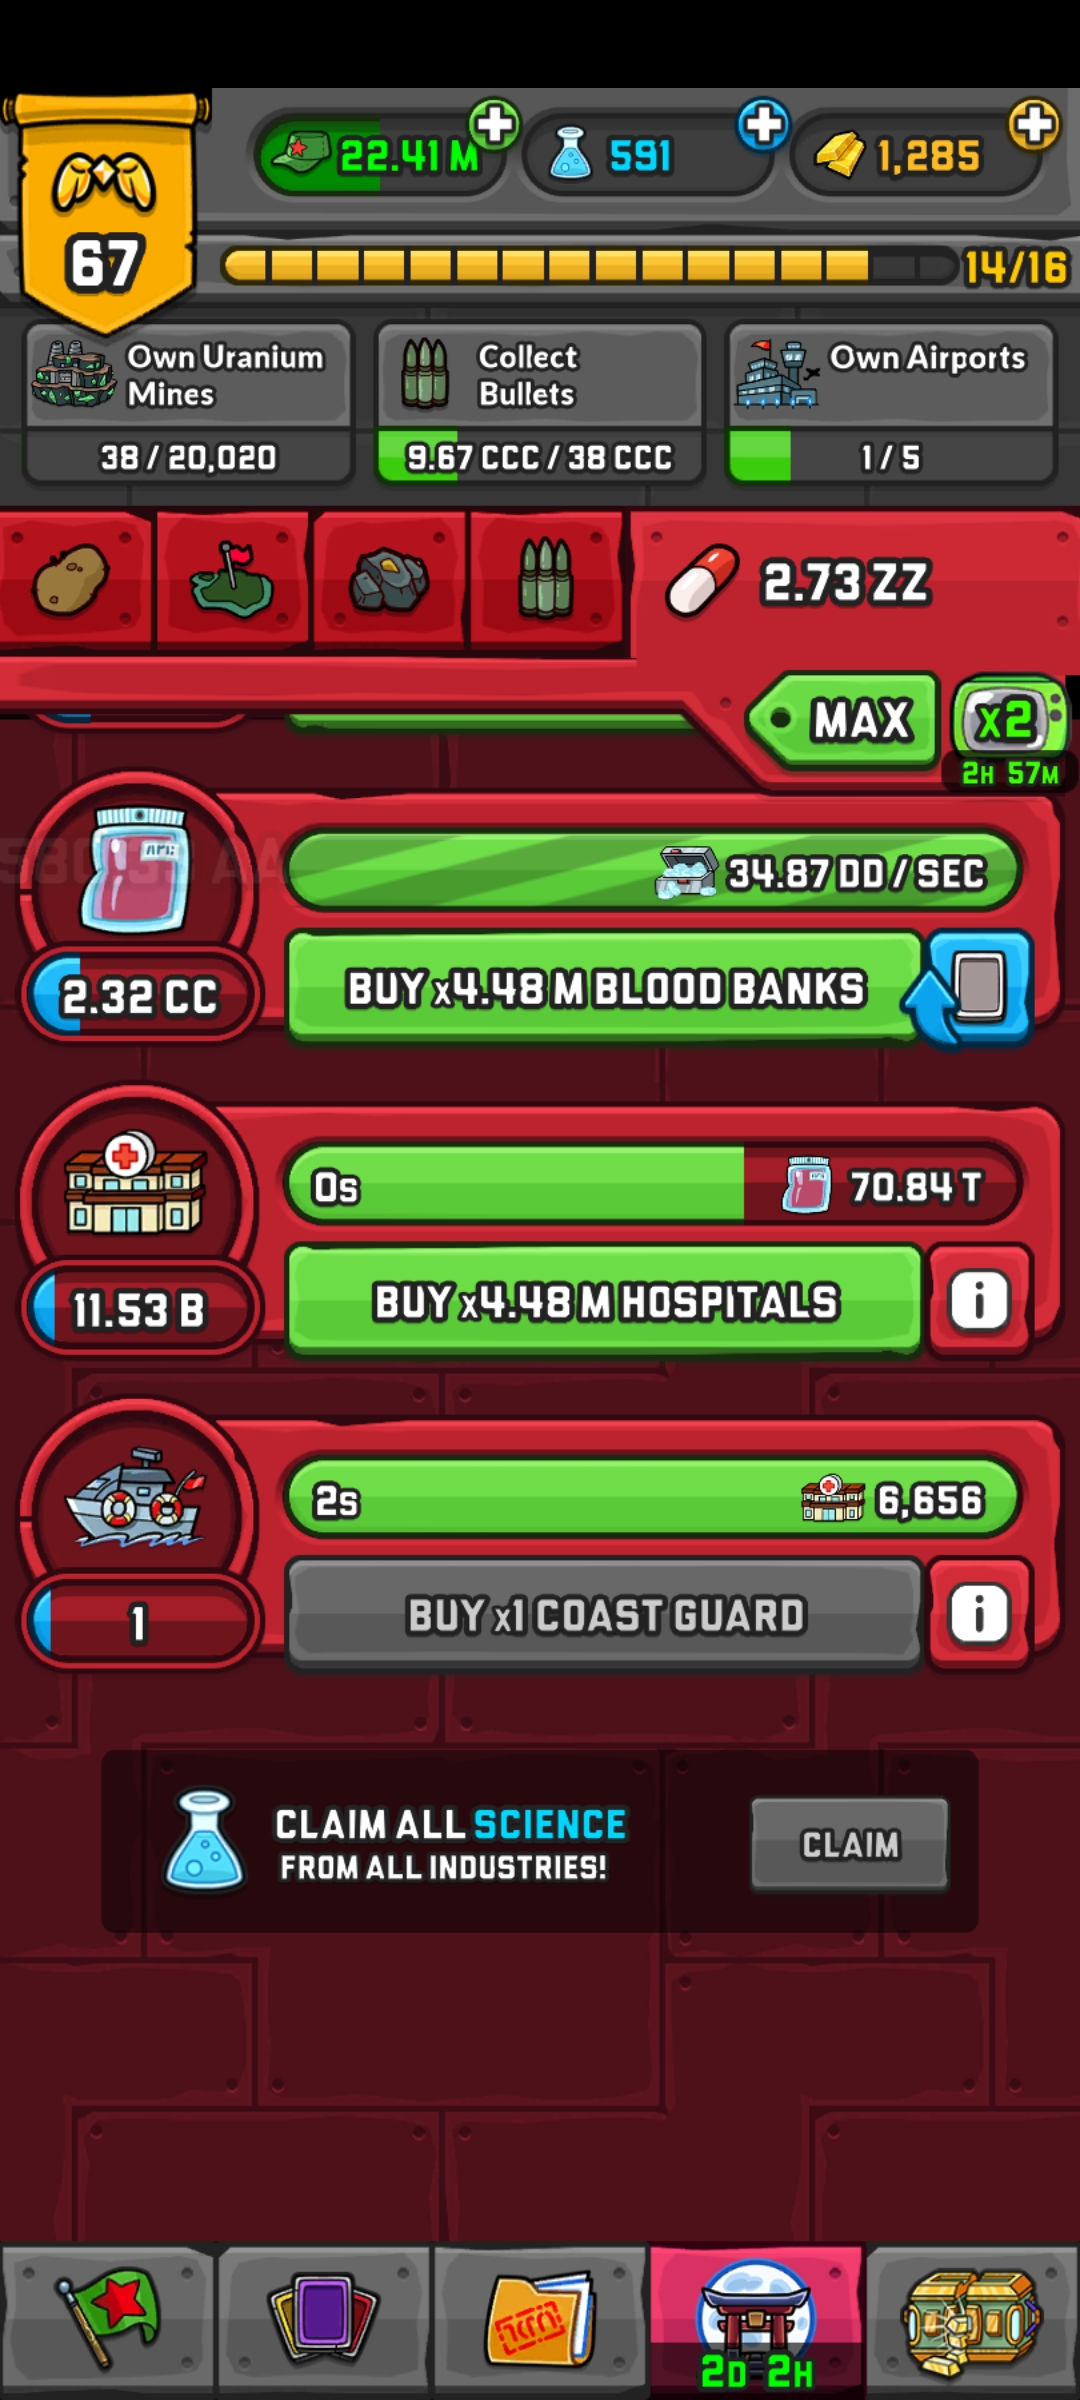 22.41 M
591
1,285
67
14/16
Own Uranium
Mines
38 / 20,020
Collect
Bullets
9.67 CCC / 38 CCC
Own Airports
1 / 5
2.73 ZZ
MAX
x2
2H 57M
34.87 DD / SEC
2.32 CC
BUY x4.48 M BLOOD BANKS
0s
70.84 T
11.53 B
BUY x4.48 M HOSPITALS
i
2s
6,656
1
BUY x1 COAST GUARD
i
CLAIM ALL SCIENCE
FROM ALL INDUSTRIES!
CLAIM
2D 2H